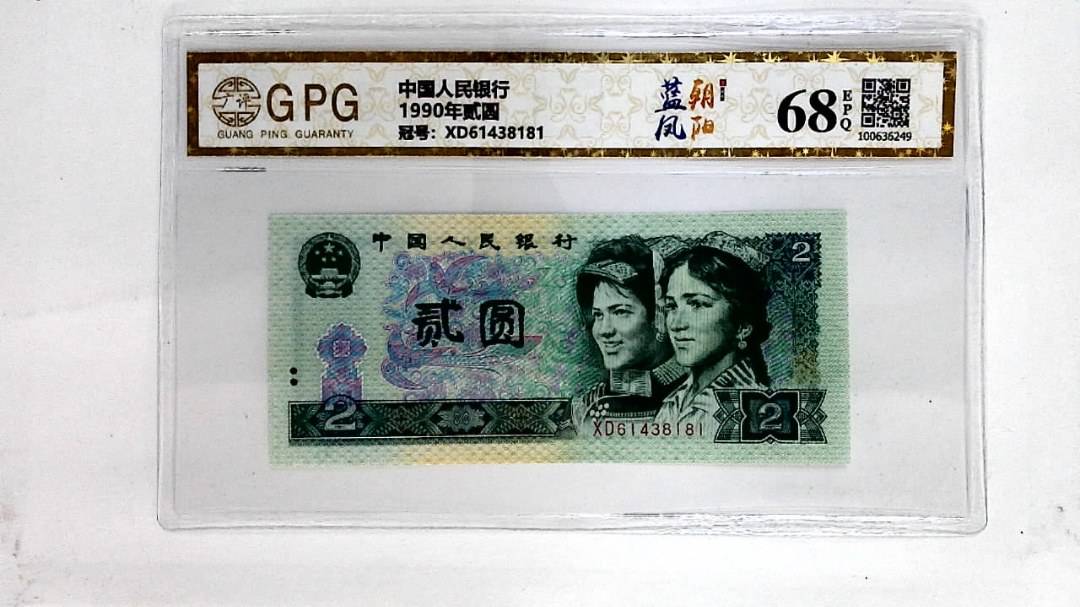 广评
GPG
GUANG PING GUARANTY
中国人民银行
1990年贰圆
冠号：XD61438181
蓝凤
朝阳
68
EPQ
100636249
中国人民银行
2
贰圆
2
XD61438181
2